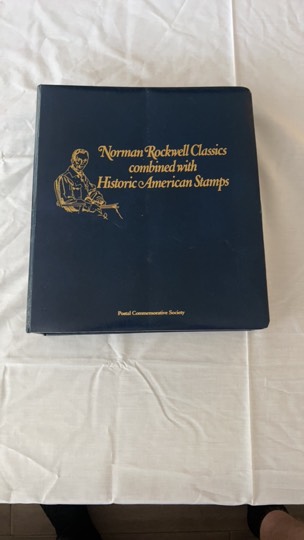 Norman Rockwell Classics
combined with
Historic American Stamps
Postal Commemorative Society